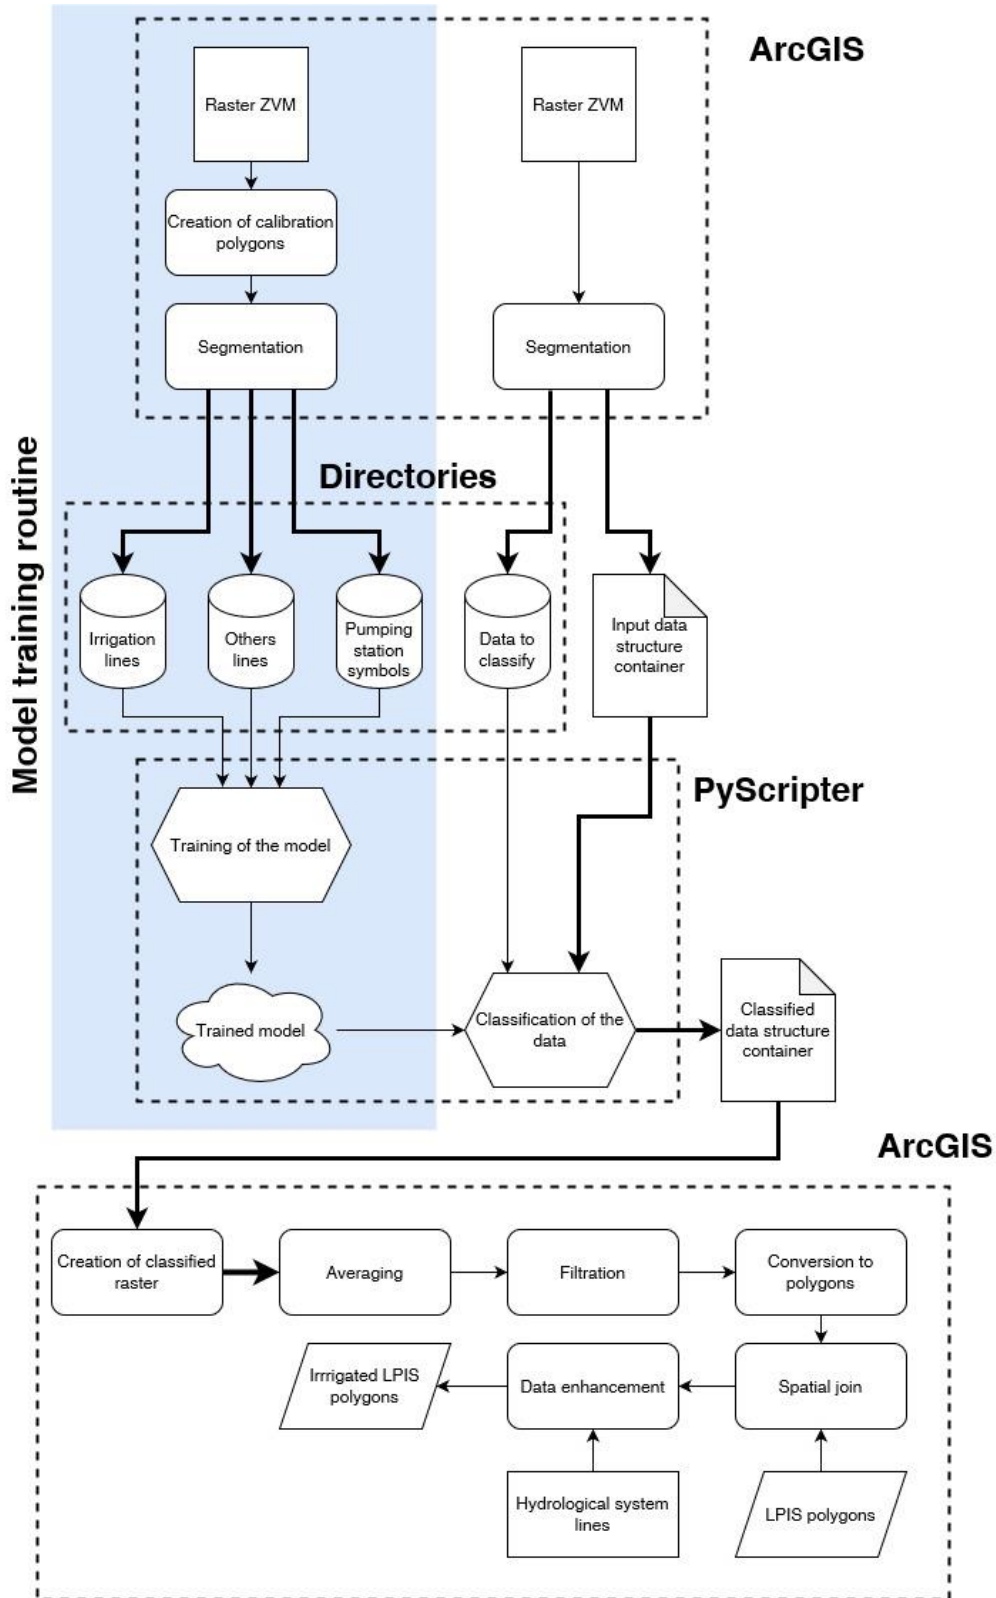 ArcGIS
Raster ZVM
Raster ZVM
Creation of calibration
polygons
Segmentation
Segmentation
Model training routine
Directories
Irrigation
lines
Others
lines
Pumping
station
symbols
Data to
classify
Input data
structure
container
PyScripter
Training of the model
Trained model
Classification of the
data
Classified
data structure
container
ArcGIS
Creation of classified
raster
Averaging
Filtration
Conversion to
polygons
Irrrigated LPIS
polygons
Data enhancement
Spatial join
Hydrological system
lines
LPIS polygons